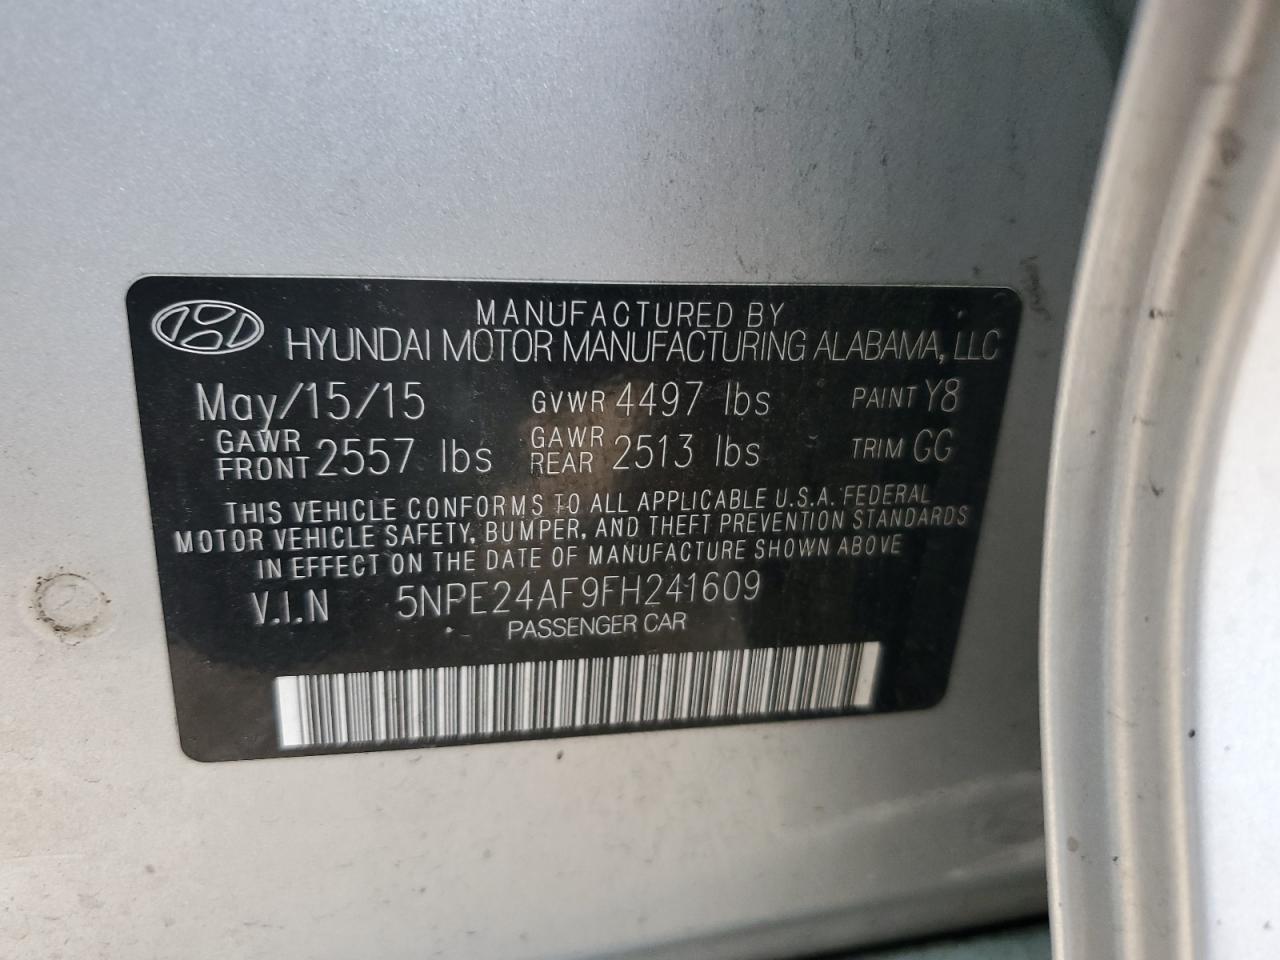 MANUFACTURED BY
HYUNDAI MOTOR MANUFACTURING ALABAMA, LLC
May/15/15 GVWR 4497 lbs PAINT Y8
GAWR FRONT 2557 lbs GAWR REAR 2513 lbs TRIM GG
THIS VEHICLE CONFORMS TO ALL APPLICABLE U.S.A. FEDERAL
MOTOR VEHICLE SAFETY, BUMPER, AND THEFT PREVENTION STANDARDS
IN EFFECT ON THE DATE OF MANUFACTURE SHOWN ABOVE
V.I.N 5NPE24AF9FH241609
PASSENGER CAR